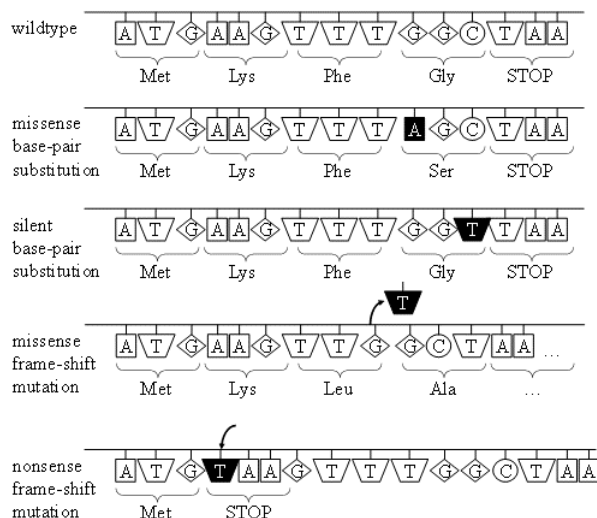 wildtype
A T G A A G T T T G G C T A A
Met Lys Phe Gly STOP
missense
base-pair
substitution
A T G A A G T T T A G C T A A
Met Lys Phe Ser STOP
silent
base-pair
substitution
A T G A A G T T T G G T T A A
Met Lys Phe Gly STOP
T
missense
frame-shift
mutation
A T G A A G T T G G C T A A ...
Met Lys Leu Ala ...
nonsense
frame-shift
mutation
A T G T A A G T T T G G C T A A
Met STOP